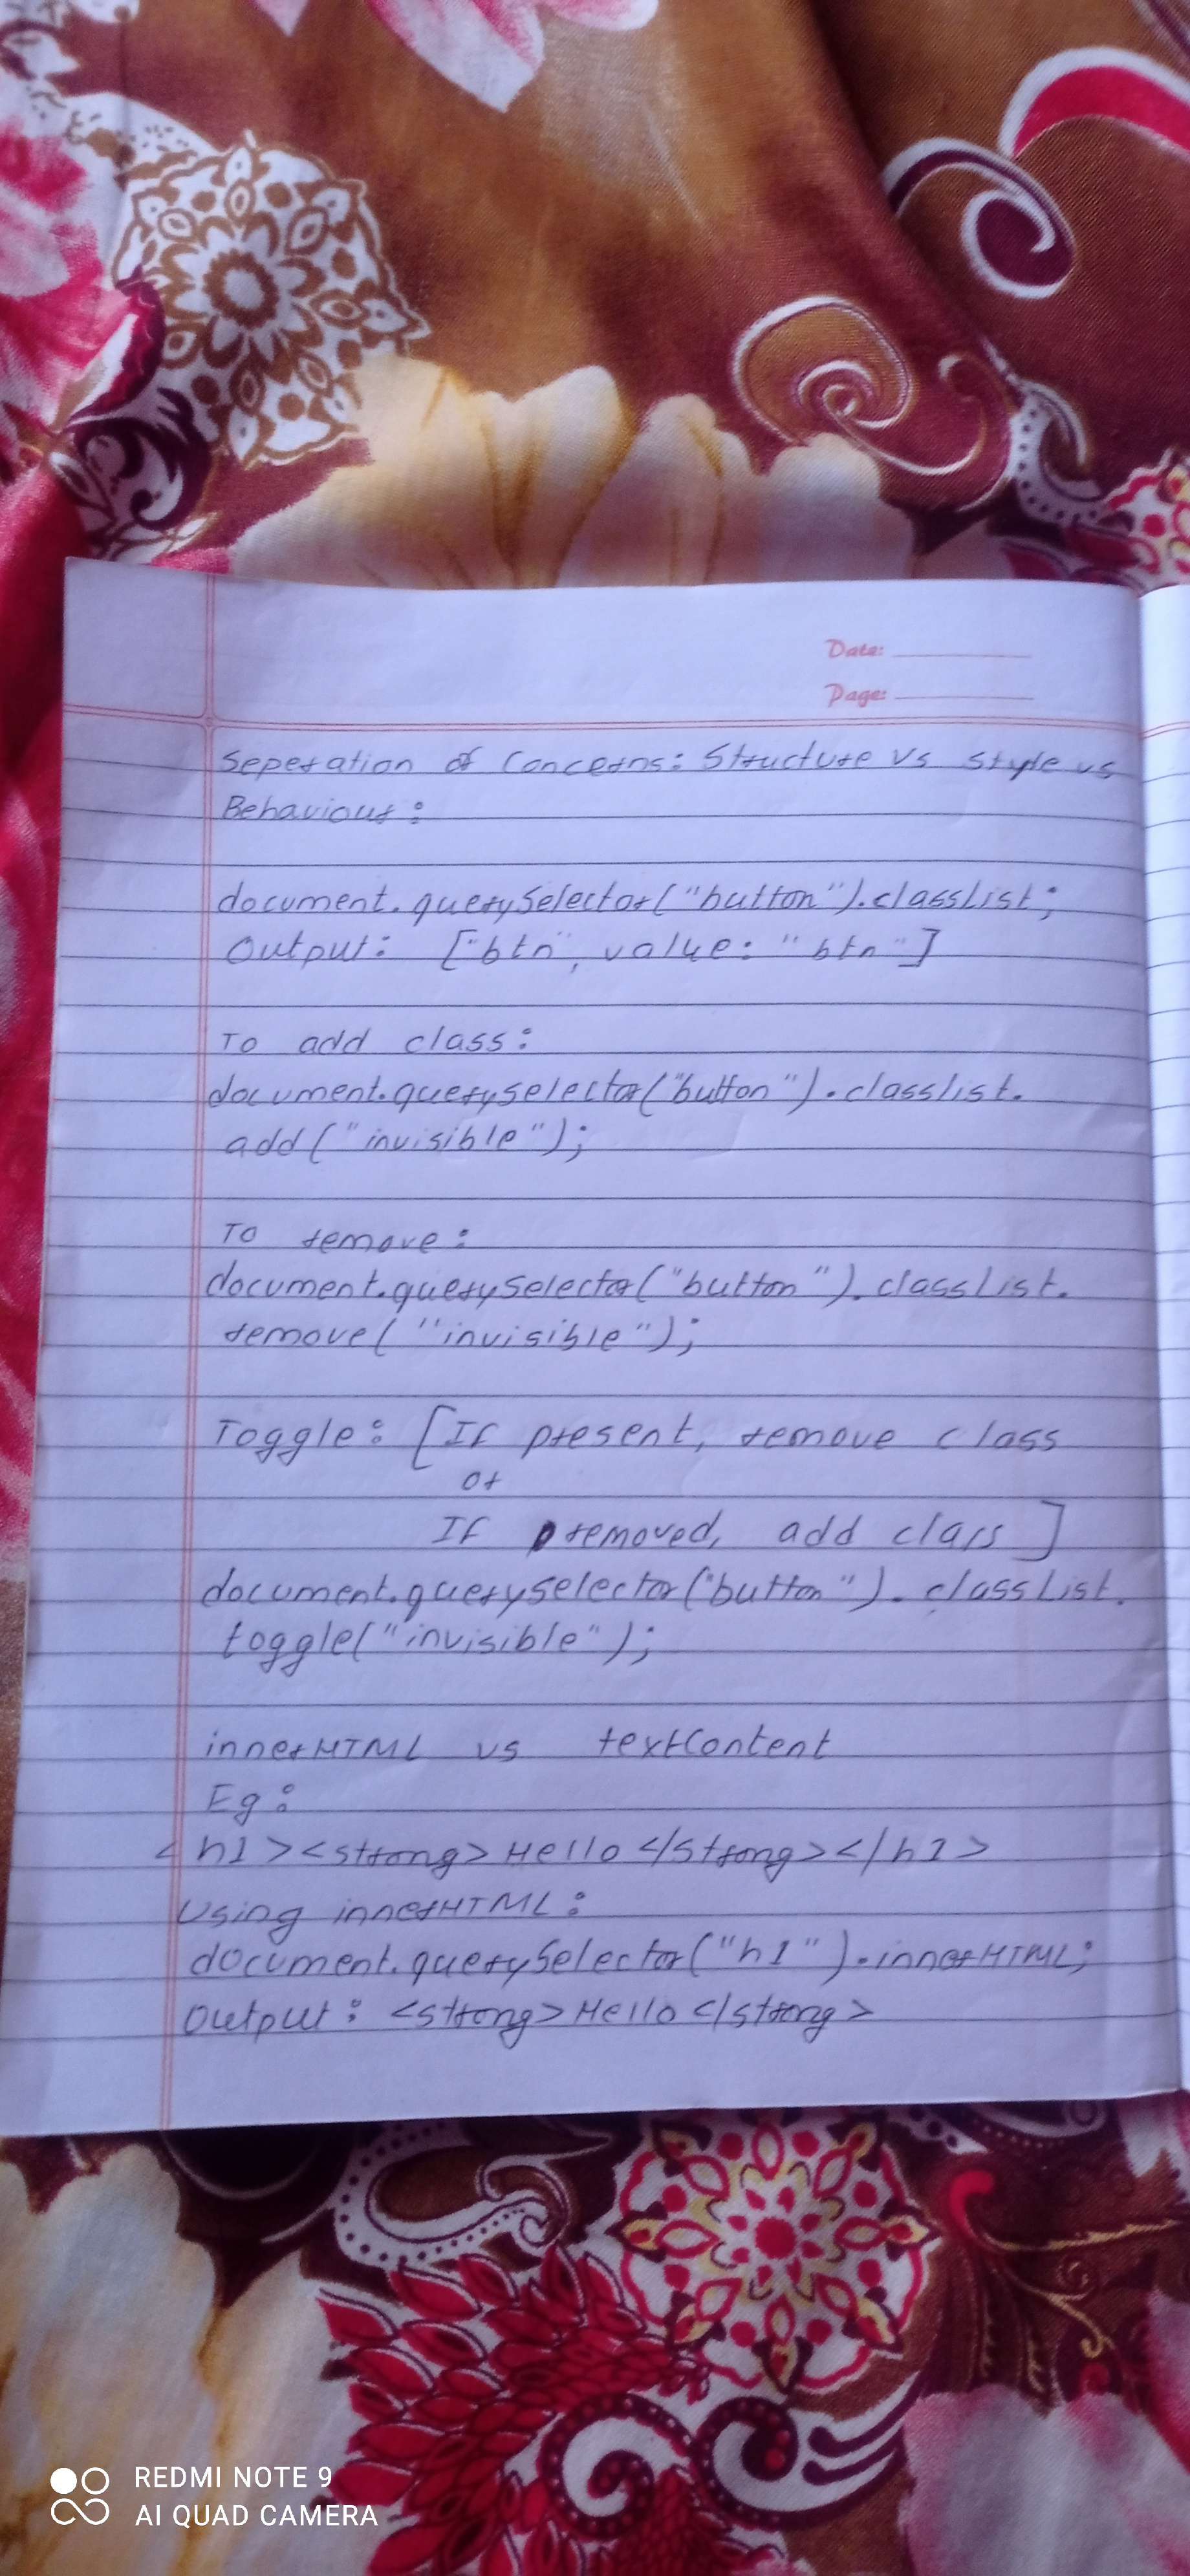 Date:
Page:
Seperation of Concerns: Structure vs style vs
Behaviour:
document.querySelector("button").classList;
Output: ["btn", value: "btn"]
To add class:
document.queryselector("button").classlist.
add("invisible");
To remove:
document.querySelector("button").classList.
remove("invisible");
Toggle: [If present, remove class
or
If removed, add class]
document.querySelector("button").classList.
toggle("invisible");
innerHTML vs textContent
Eg:
<h1><strong>Hello</strong></h1>
Using innerHTML:
document.querySelector("h1").innerHTML;
Output: <strong>Hello</strong>
REDMI NOTE 9
AI QUAD CAMERA